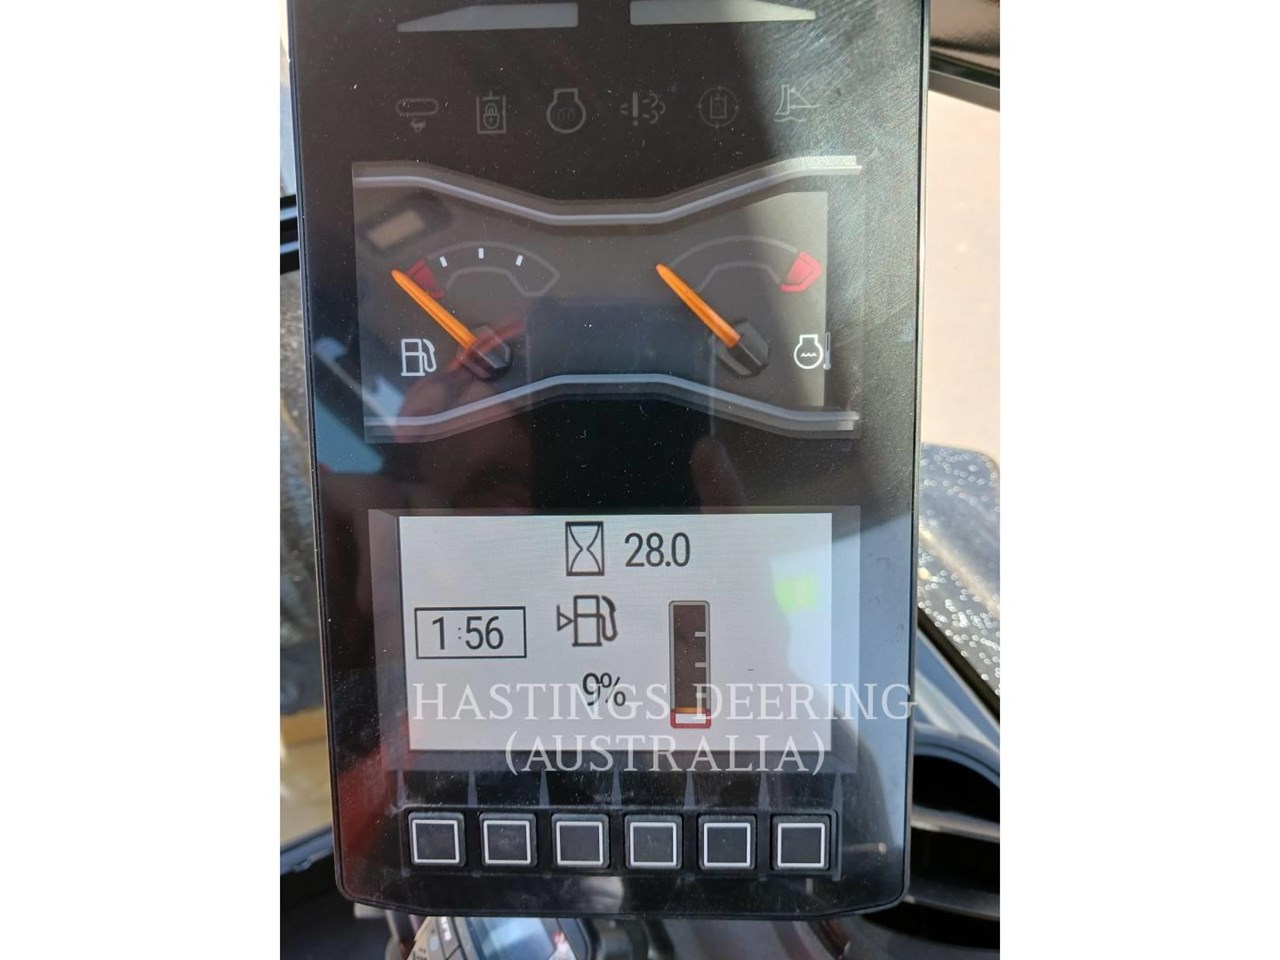 28.0
1:56
9%
HASTINGS DEERING
(AUSTRALIA)